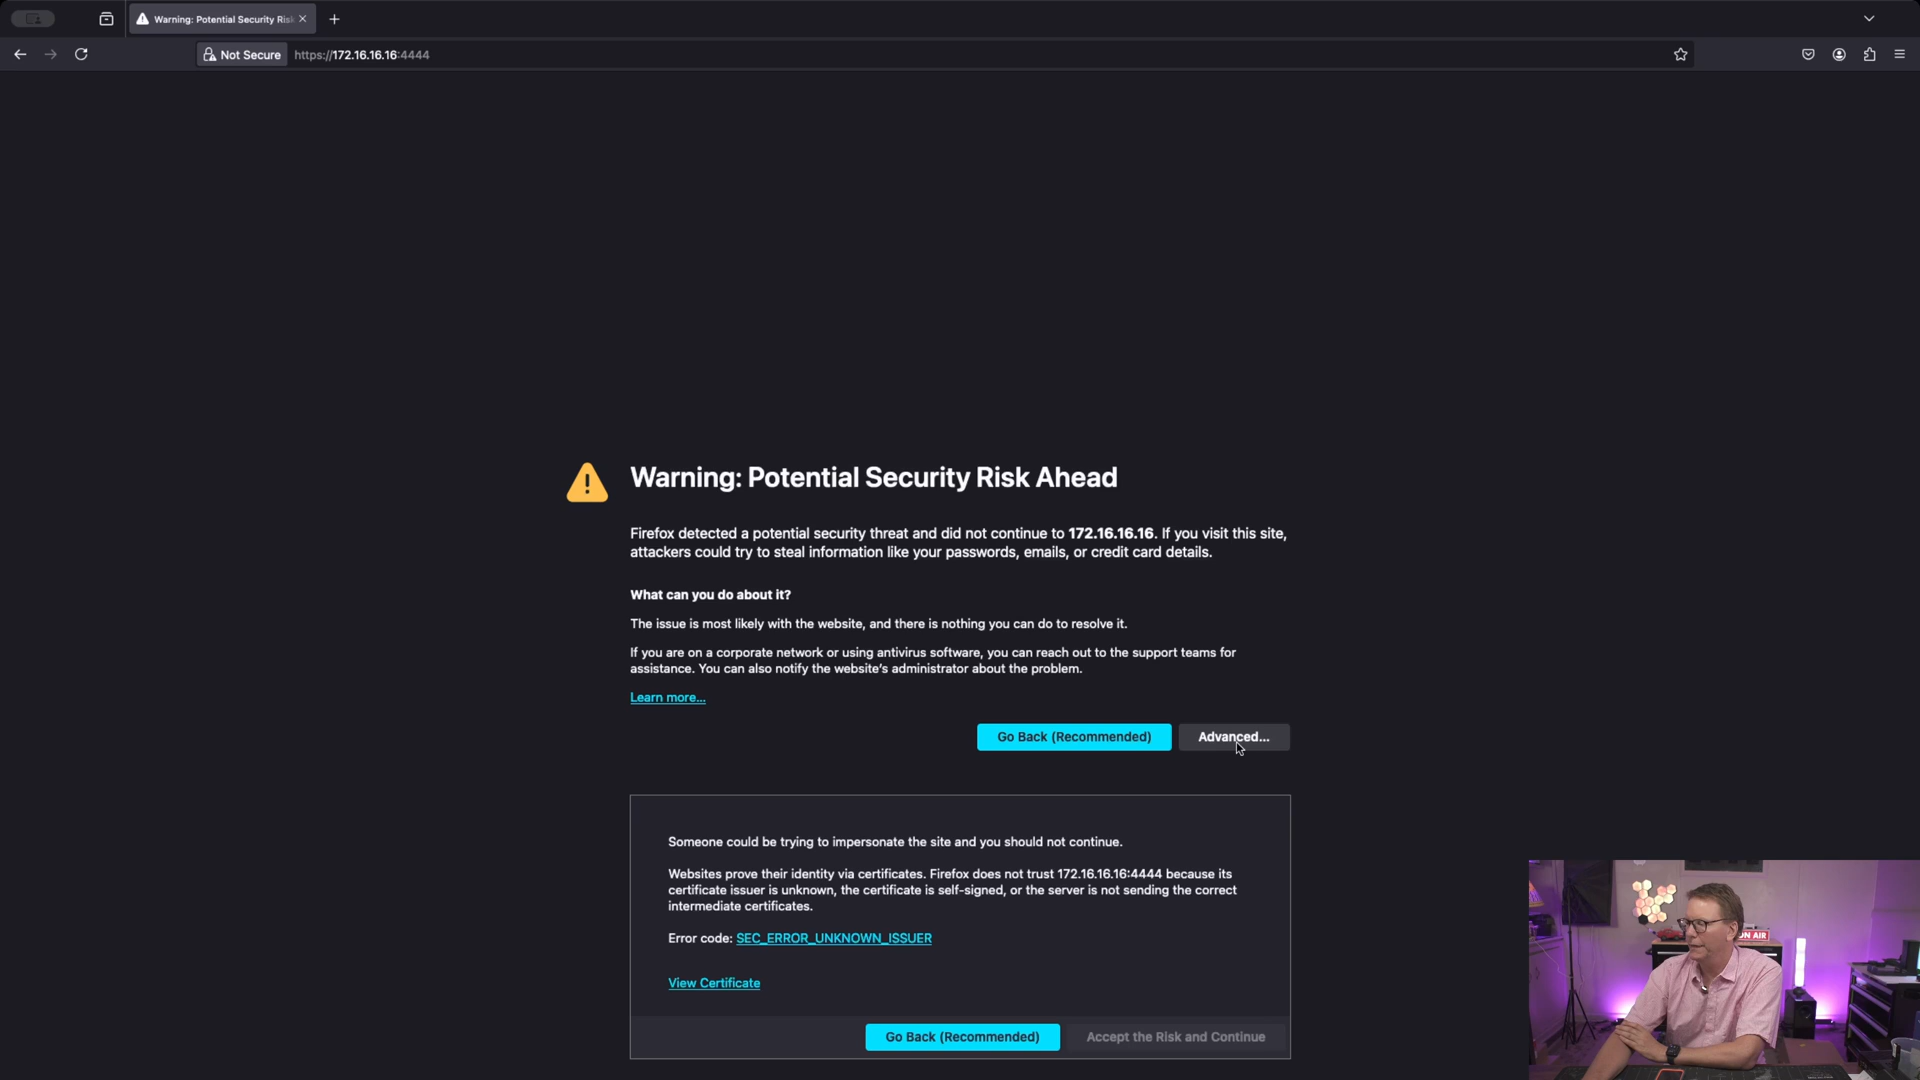 Warning: Potential Security Risk
Not Secure
https://172.16.16.16:4444
Warning: Potential Security Risk Ahead
Firefox detected a potential security threat and did not continue to 172.16.16.16. If you visit this site,
attackers could try to steal information like your passwords, emails, or credit card details.
What can you do about it?
The issue is most likely with the website, and there is nothing you can do to resolve it.
If you are on a corporate network or using antivirus software, you can reach out to the support teams for
assistance. You can also notify the website's administrator about the problem.
Learn more...
Go Back (Recommended)
Advanced...
Someone could be trying to impersonate the site and you should not continue.
Websites prove their identity via certificates. Firefox does not trust 172.16.16.16:4444 because its
certificate issuer is unknown, the certificate is self-signed, or the server is not sending the correct
intermediate certificates.
Error code: SEC_ERROR_UNKNOWN_ISSUER
View Certificate
Go Back (Recommended)
Accept the Risk and Continue
ON AIR